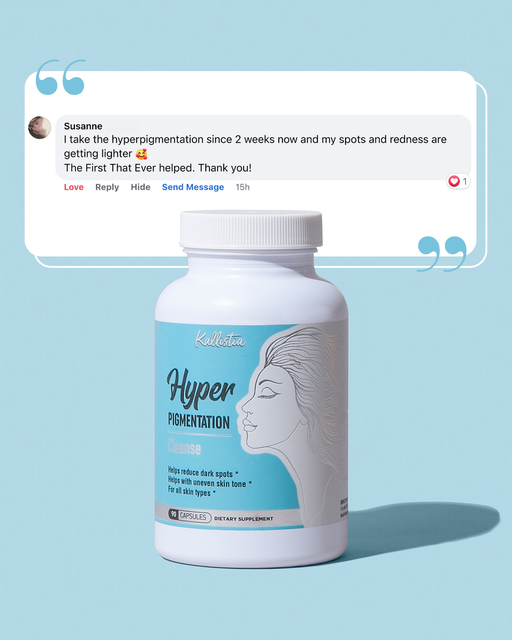 Susanne
I take the hyperpigmentation since 2 weeks now and my spots and redness are
getting lighter 🥰
The First That Ever helped. Thank you!
Love Reply Hide Send Message 15h
1
Kallistia
Hyper
PIGMENTATION
Cleanse
Helps reduce dark spots *
Helps with uneven skin tone *
For all skin types *
90 CAPSULES DIETARY SUPPLEMENT